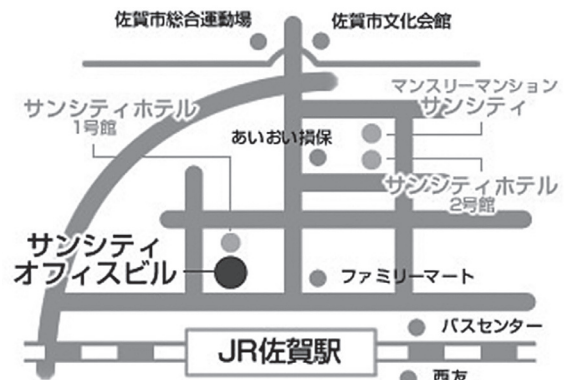 佐賀市総合運動場
佐賀市文化会館
マンスリーマンション
サンシティ
サンシティホテル
1号館
あいおい損保
サンシティホテル
2号館
サンシティ
オフィスビル
ファミリーマート
バスセンター
JR佐賀駅
西友